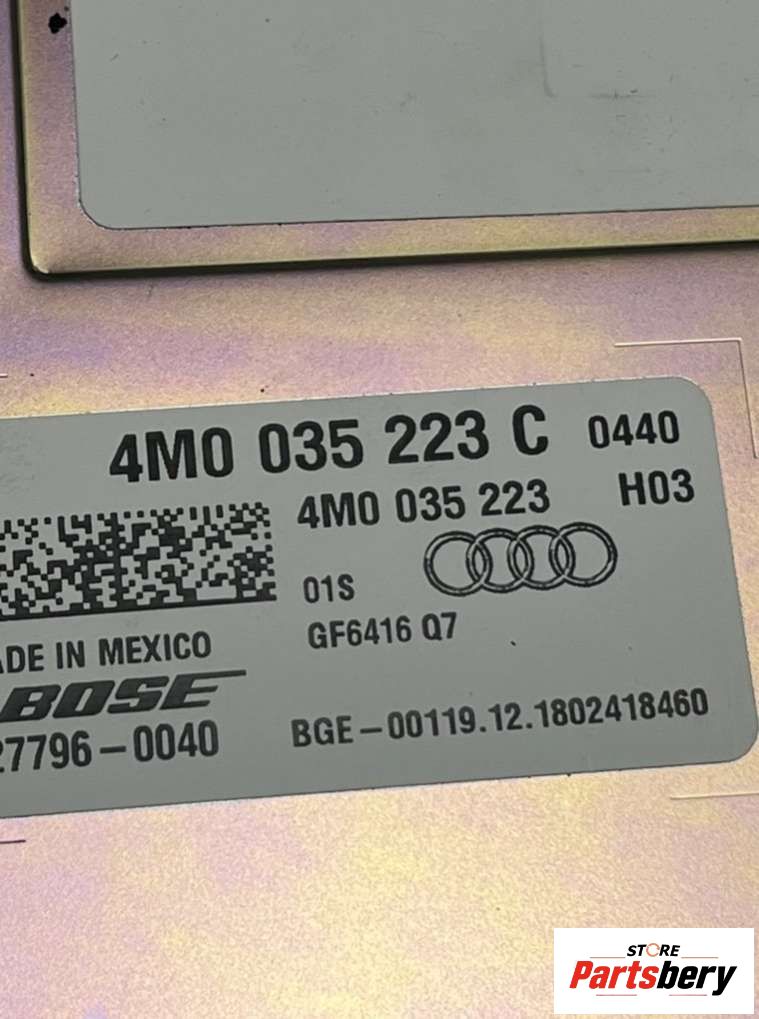 4M0 035 223 C 0440
4M0 035 223 H03
01S
GF6416 Q7
ADE IN MEXICO
BOSE
27796-0040
BGE-00119.12.1802418460
STORE
Partsbery